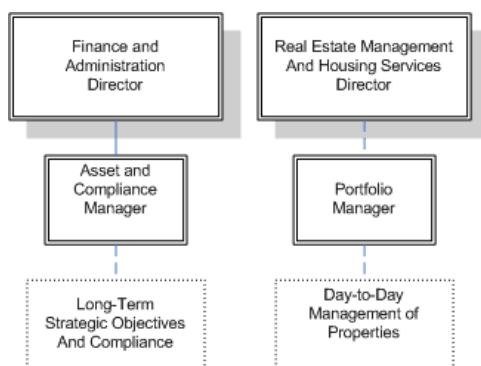 Finance and
Administration
Director
Real Estate Management
And Housing Services
Director
Asset and
Compliance
Manager
Portfolio
Manager
Long-Term
Strategic Objectives
And Compliance
Day-to-Day
Management of
Properties